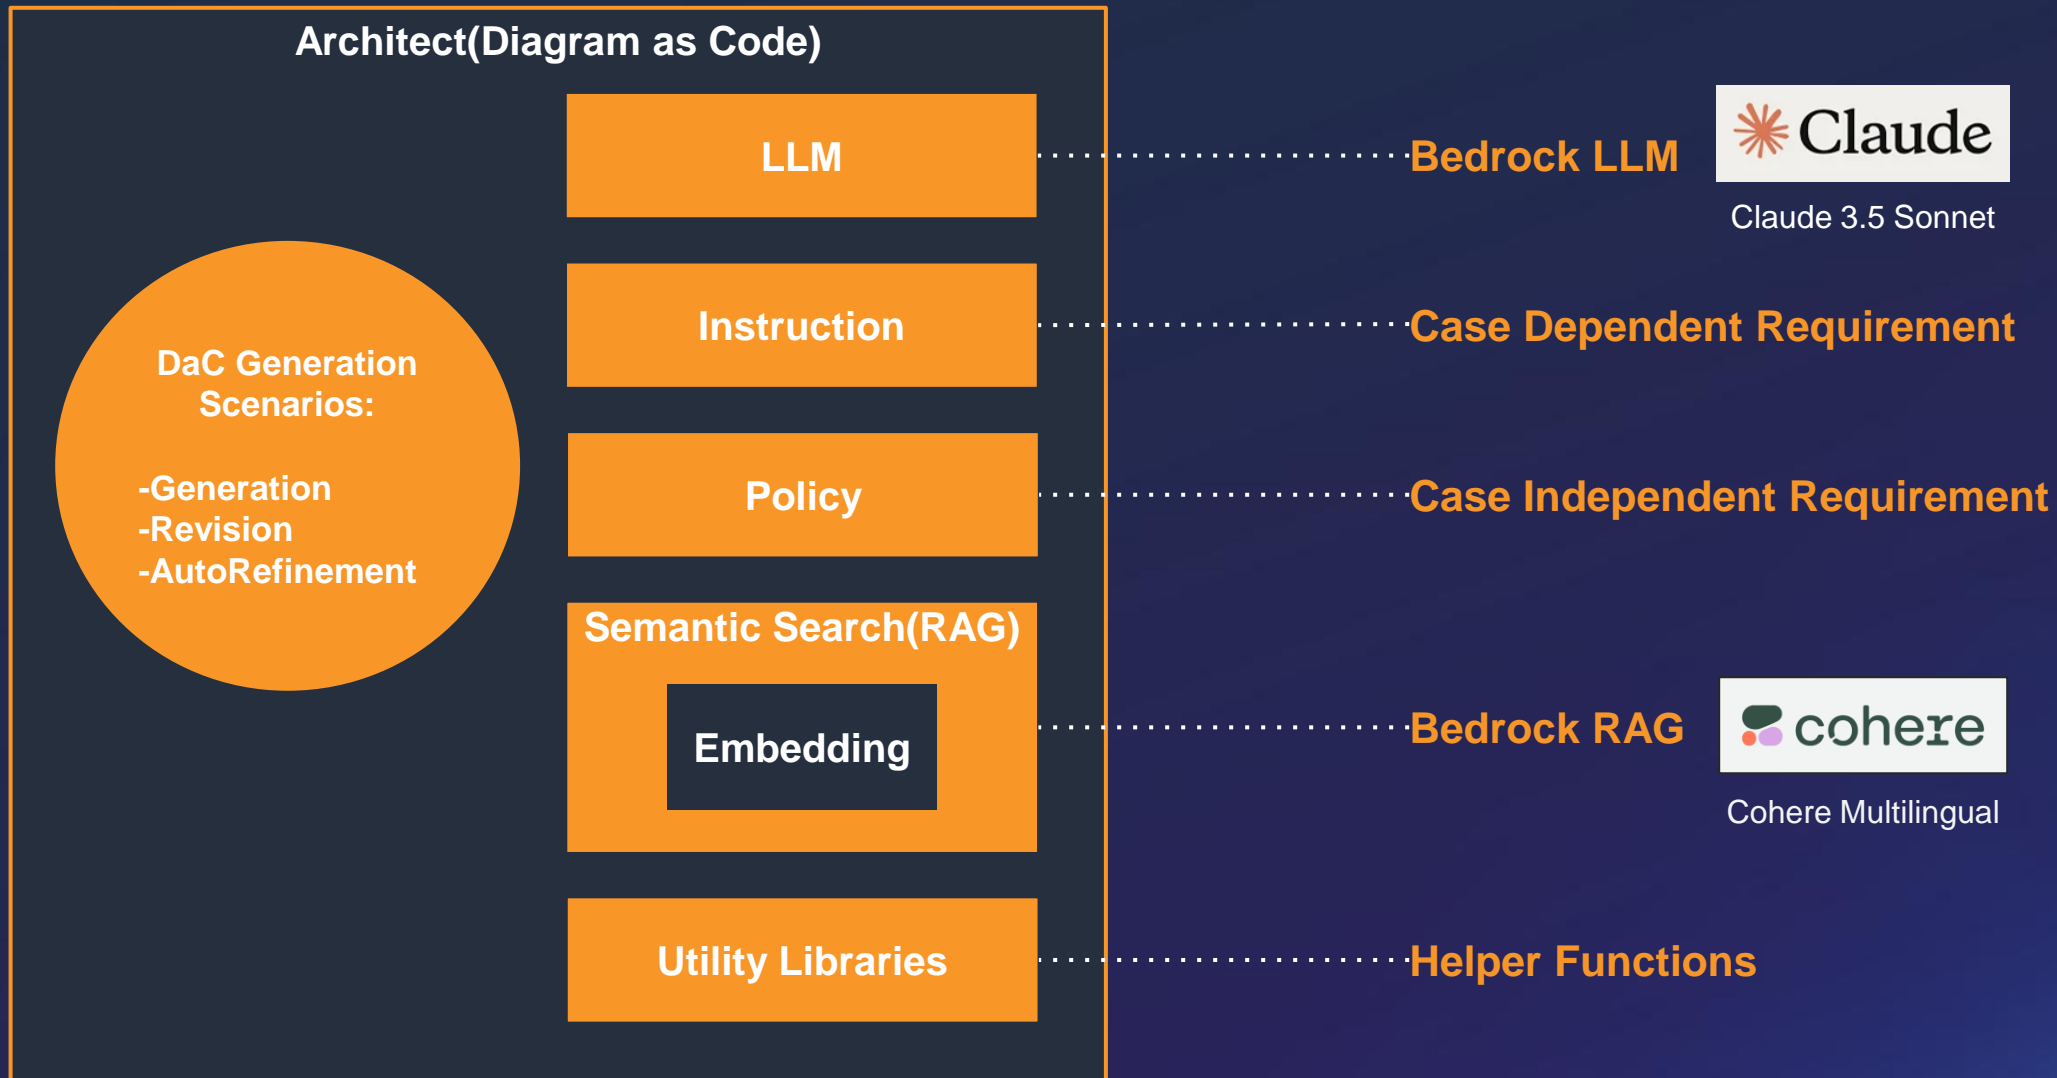 Architect(Diagram as Code)
DaC Generation
Scenarios:
-Generation
-Revision
-AutoRefinement
LLM
Bedrock LLM
Claude
Claude 3.5 Sonnet
Instruction
Case Dependent Requirement
Policy
Case Independent Requirement
Semantic Search(RAG)
Embedding
Bedrock RAG
cohere
Cohere Multilingual
Utility Libraries
Helper Functions